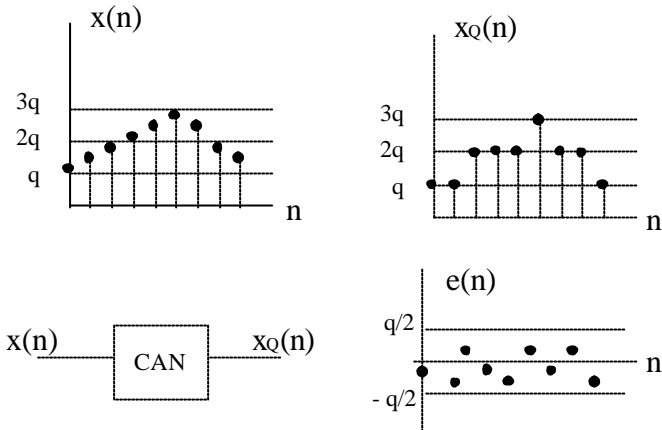 x(n)
3q
2q
q
n
xQ(n)
3q
2q
q
n
x(n)
CAN
xQ(n)
e(n)
q/2
n
- q/2